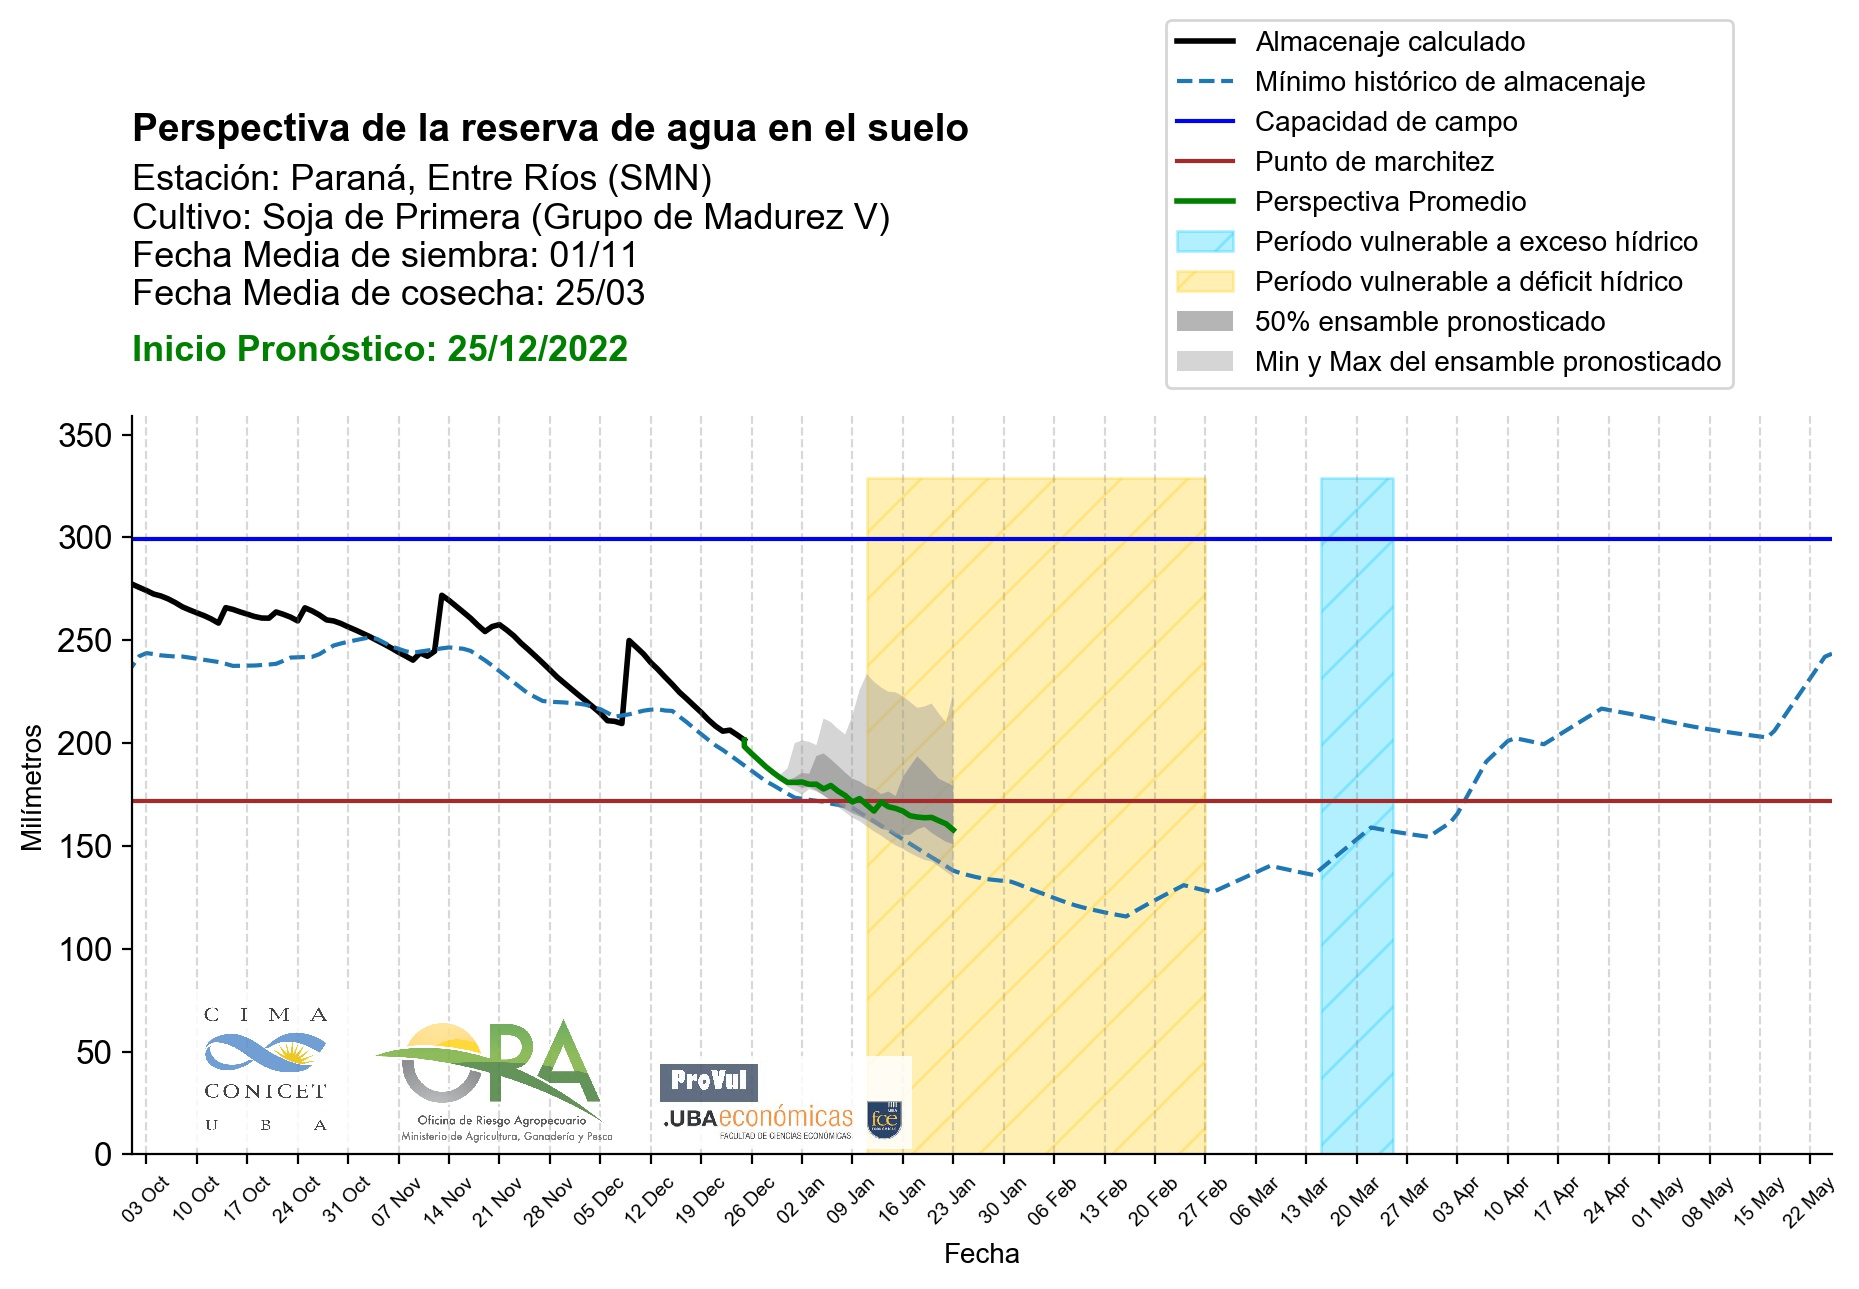 Almacenaje calculado
Mínimo histórico de almacenaje
Capacidad de campo
Punto de marchitez
Perspectiva Promedio
Período vulnerable a exceso hídrico
Período vulnerable a déficit hídrico
50% ensamble pronosticado
Min y Max del ensamble pronosticado
Perspectiva de la reserva de agua en el suelo
Estación: Paraná, Entre Ríos (SMN)
Cultivo: Soja de Primera (Grupo de Madurez V)
Fecha Media de siembra: 01/11
Fecha Media de cosecha: 25/03
Inicio Pronóstico: 25/12/2022
350
300
250
200
150
100
50
0
Milímetros
CIMA
CONICET
UBA
ORA
Oficina de Riesgo Agropecuario
Ministerio de Agricultura, Ganadería y Pesca
ProVul
.UBAeconómicas
FACULTAD DE CIENCIAS ECONÓMICAS
UBA
fce
ECONÓMICAS
03 Oct
10 Oct
17 Oct
24 Oct
31 Oct
07 Nov
14 Nov
21 Nov
28 Nov
05 Dec
12 Dec
19 Dec
26 Dec
02 Jan
09 Jan
16 Jan
23 Jan
30 Jan
06 Feb
13 Feb
20 Feb
27 Feb
06 Mar
13 Mar
20 Mar
27 Mar
03 Apr
10 Apr
17 Apr
24 Apr
01 May
08 May
15 May
22 May
Fecha